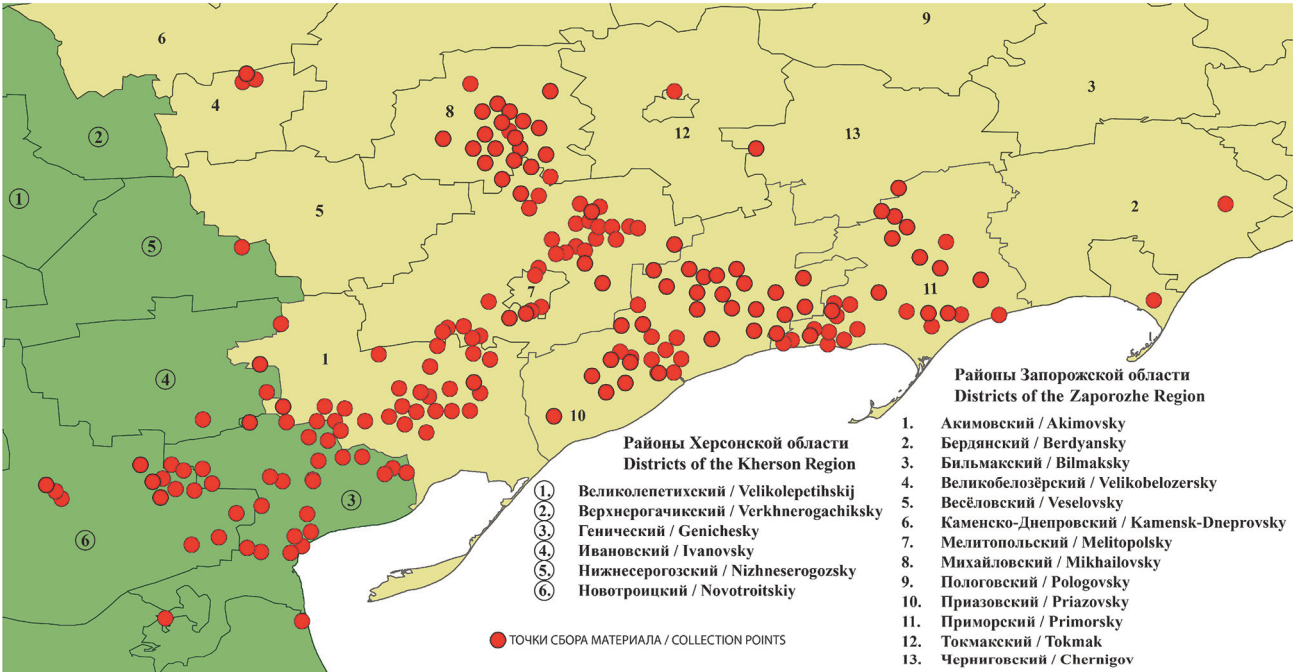 6
9
4
8
3
2
12
13
1
5
2
5
7
11
4
1
10
3
6
Районы Херсонской области
Districts of the Kherson Region
1. Великолепетихский / Velikolepetihskij
2. Верхнерогачикский / Verkhnerogachiksky
3. Генический / Genichesky
4. Ивановский / Ivanovsky
5. Нижнесерогозский / Nizhneserogozsky
6. Новотроицкий / Novotroitskiy
ТОЧКИ СБОРА МАТЕРИАЛА / COLLECTION POINTS
Районы Запорожской области
Districts of the Zaporozhe Region
1. Акимовский / Akimovsky
2. Бердянский / Berdyansky
3. Бильмакский / Bilmaksky
4. Великобелозёрский / Velikobelozersky
5. Весёловский / Veselovsky
6. Каменско-Днепровский / Kamensk-Dneprovsky
7. Мелитопольский / Melitopolsky
8. Михайловский / Mikhailovsky
9. Пологовский / Pologovsky
10. Приазовский / Priazovsky
11. Приморский / Primorsky
12. Токмакский / Tokmak
13. Черниговский / Chernigov